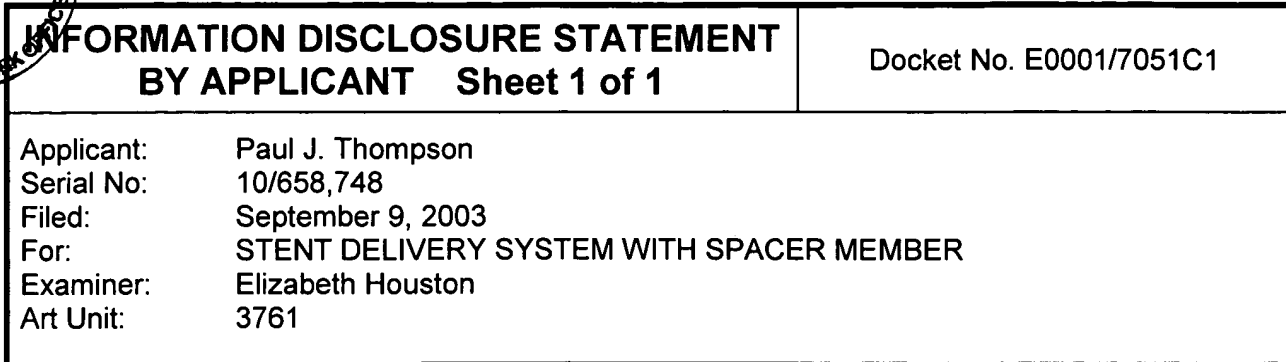 INFORMATION DISCLOSURE STATEMENT
BY APPLICANT Sheet 1 of 1
Docket No. E0001/7051C1
Applicant: Paul J. Thompson
Serial No: 10/658,748
Filed: September 9, 2003
For: STENT DELIVERY SYSTEM WITH SPACER MEMBER
Examiner: Elizabeth Houston
Art Unit: 3761